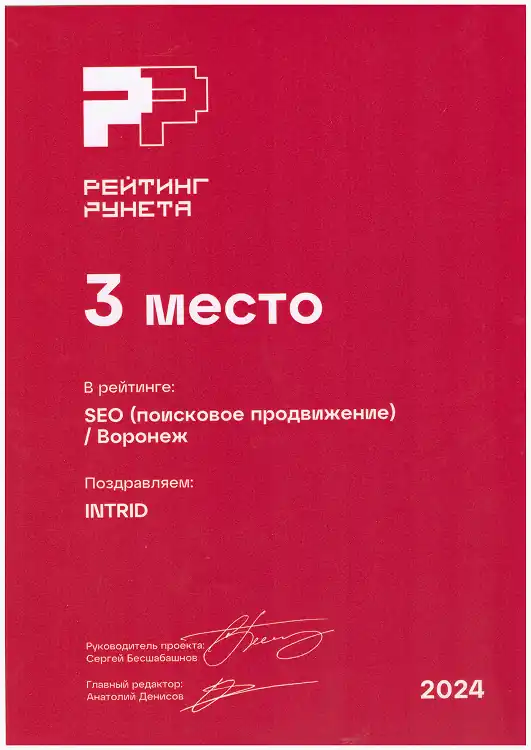 РЕЙТИНГ
РУНЕТА
3 место
В рейтинге:
SEO (поисковое продвижение)
/ Воронеж
Поздравляем:
INTRID
Руководитель проекта:
Сергей Бесшабашнов
Главный редактор:
Анатолий Денисов
2024